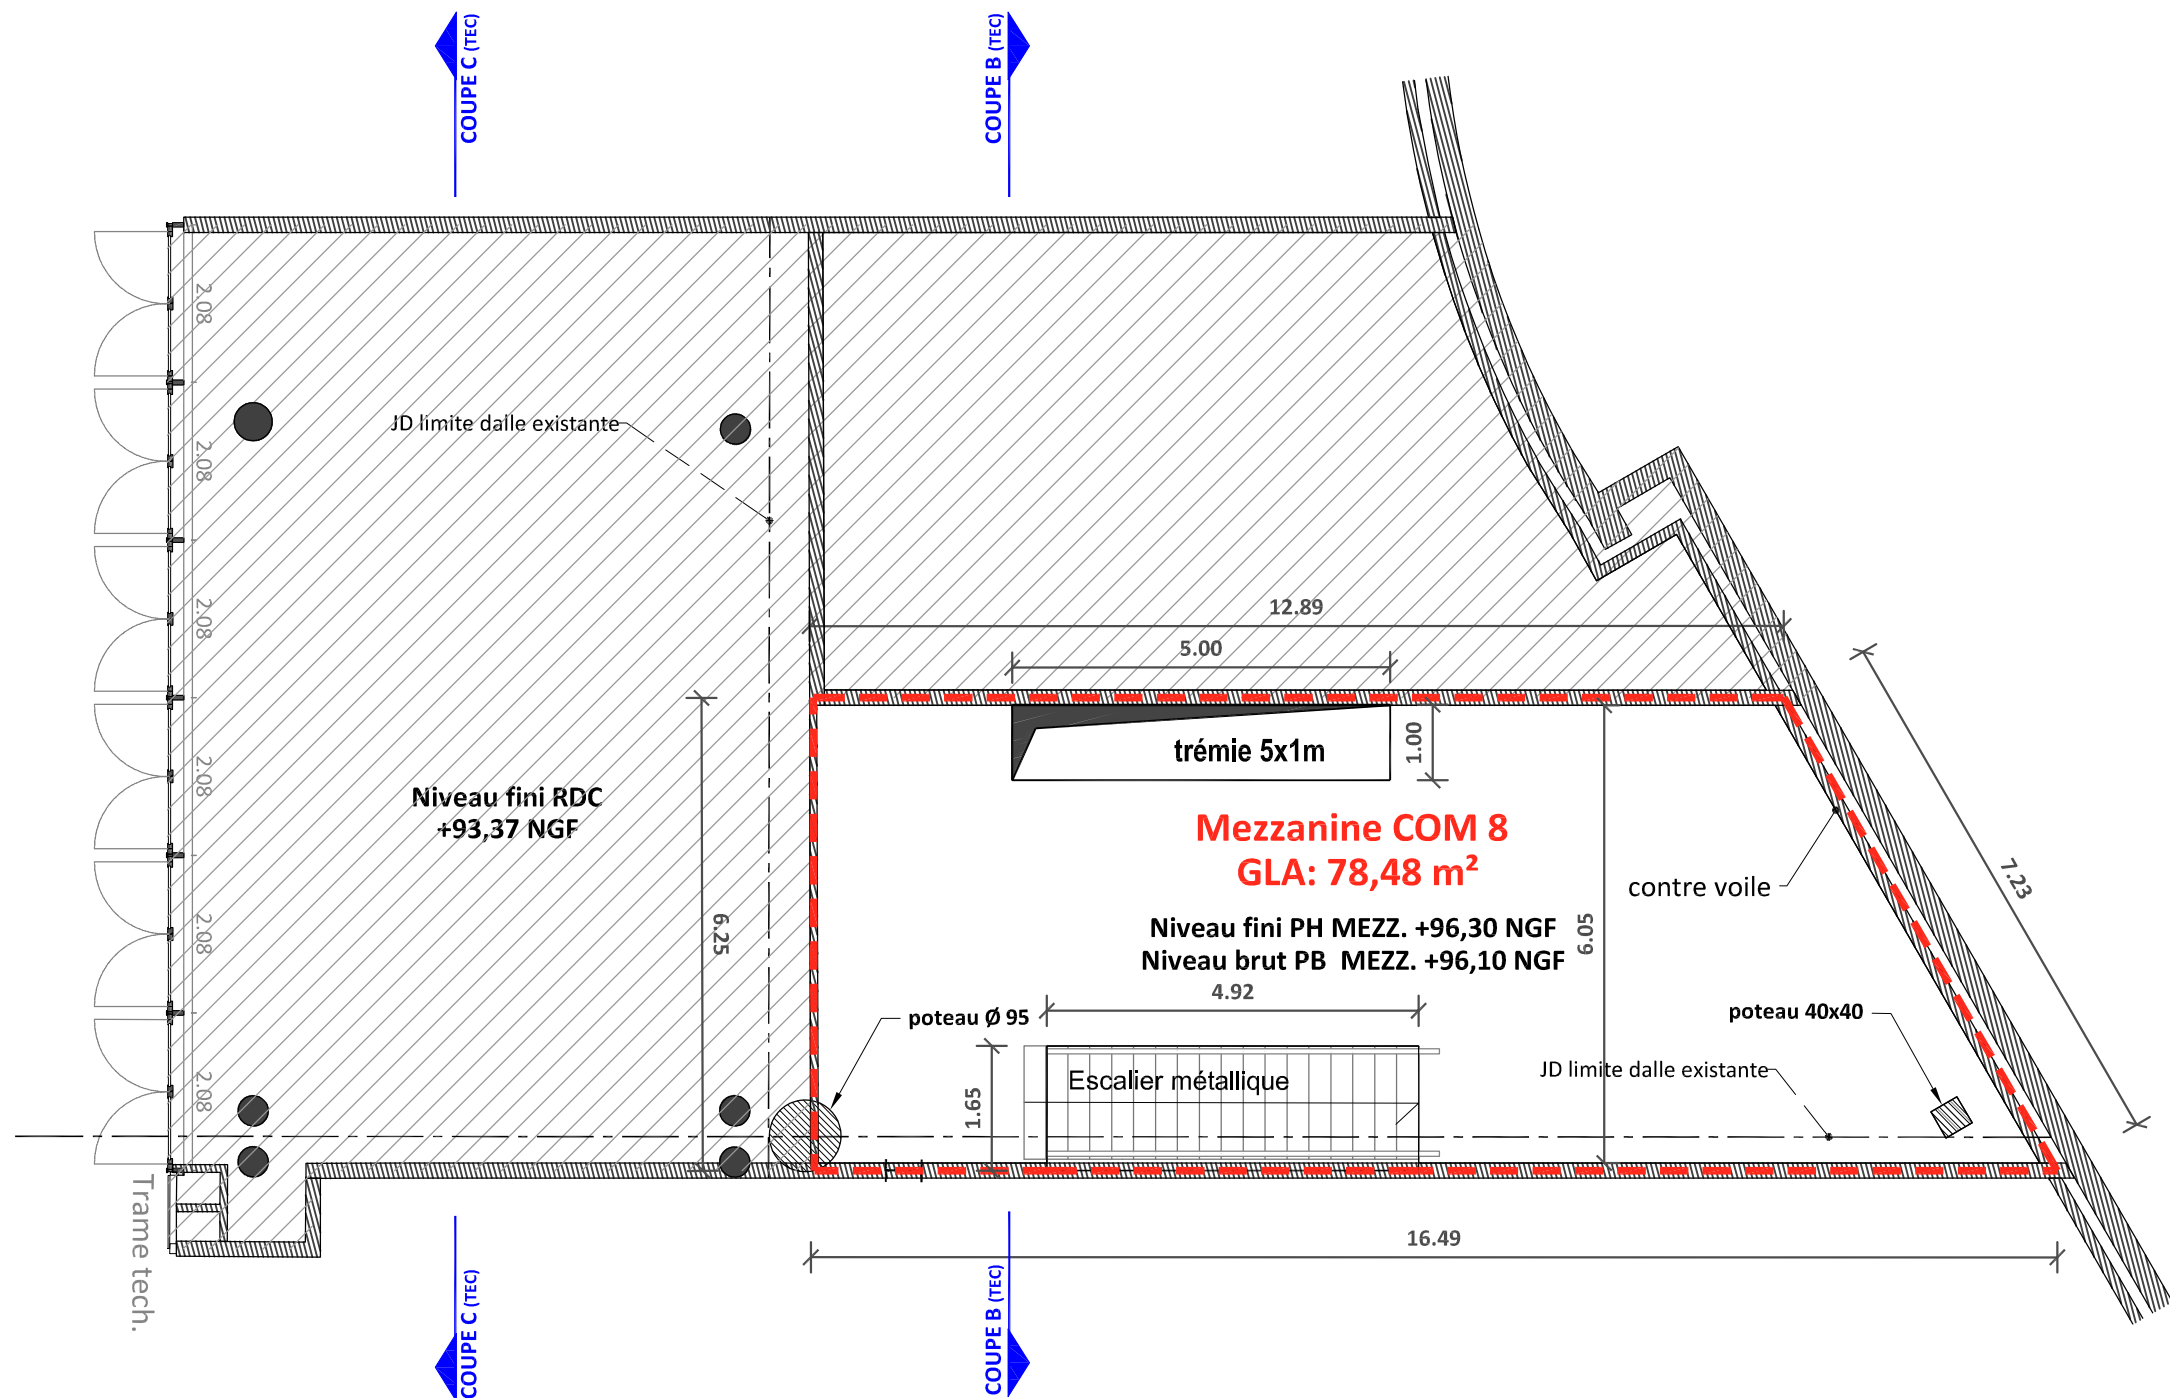 COUPE C (TEC)
COUPE B (TEC)
2.08
2.08
2.08
2.08
2.08
2.08
JD limite dalle existante
12.89
5.00
1.00
trémie 5x1m
Niveau fini RDC
+93,37 NGF
Mezzanine COM 8
GLA: 78,48 m²
contre voile
7.23
6.25
6.05
Niveau fini PH MEZZ. +96,30 NGF
Niveau brut PB MEZZ. +96,10 NGF
4.92
poteau Ø 95
poteau 40x40
JD limite dalle existante
Escalier métallique
1.65
16.49
Trame tech.
COUPE C (TEC)
COUPE B (TEC)